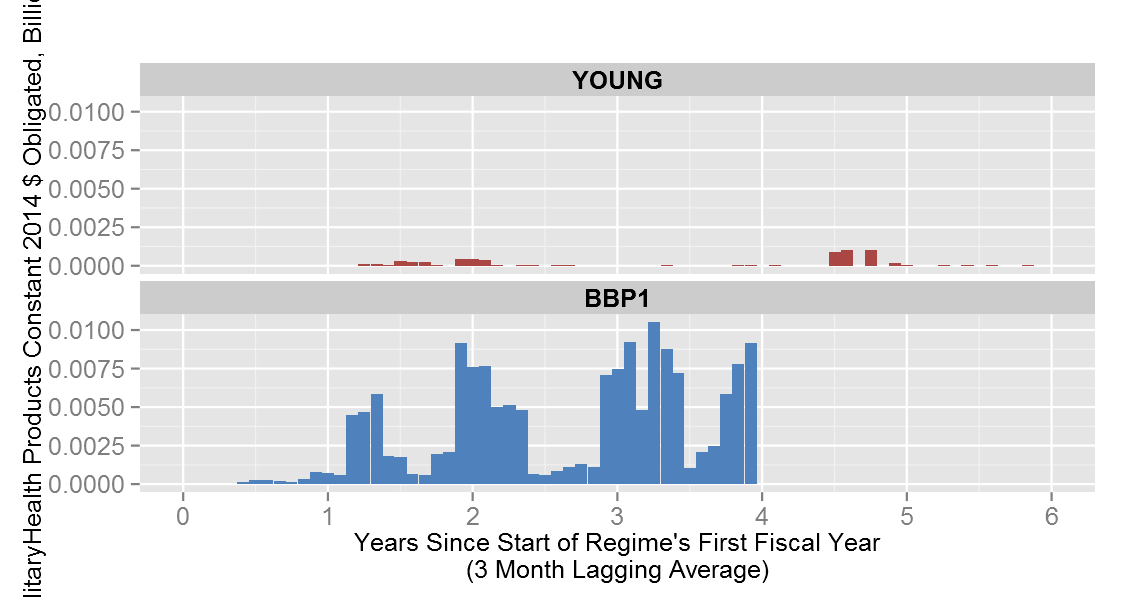 YOUNG
0.0100
0.0075
0.0050
0.0025
0.0000
BBP1
0.0100
0.0075
0.0050
0.0025
0.0000
0 1 2 3 4 5 6
Years Since Start of Regime's First Fiscal Year
(3 Month Lagging Average)
litaryHealth Products Constant 2014 $ Obligated, Billi